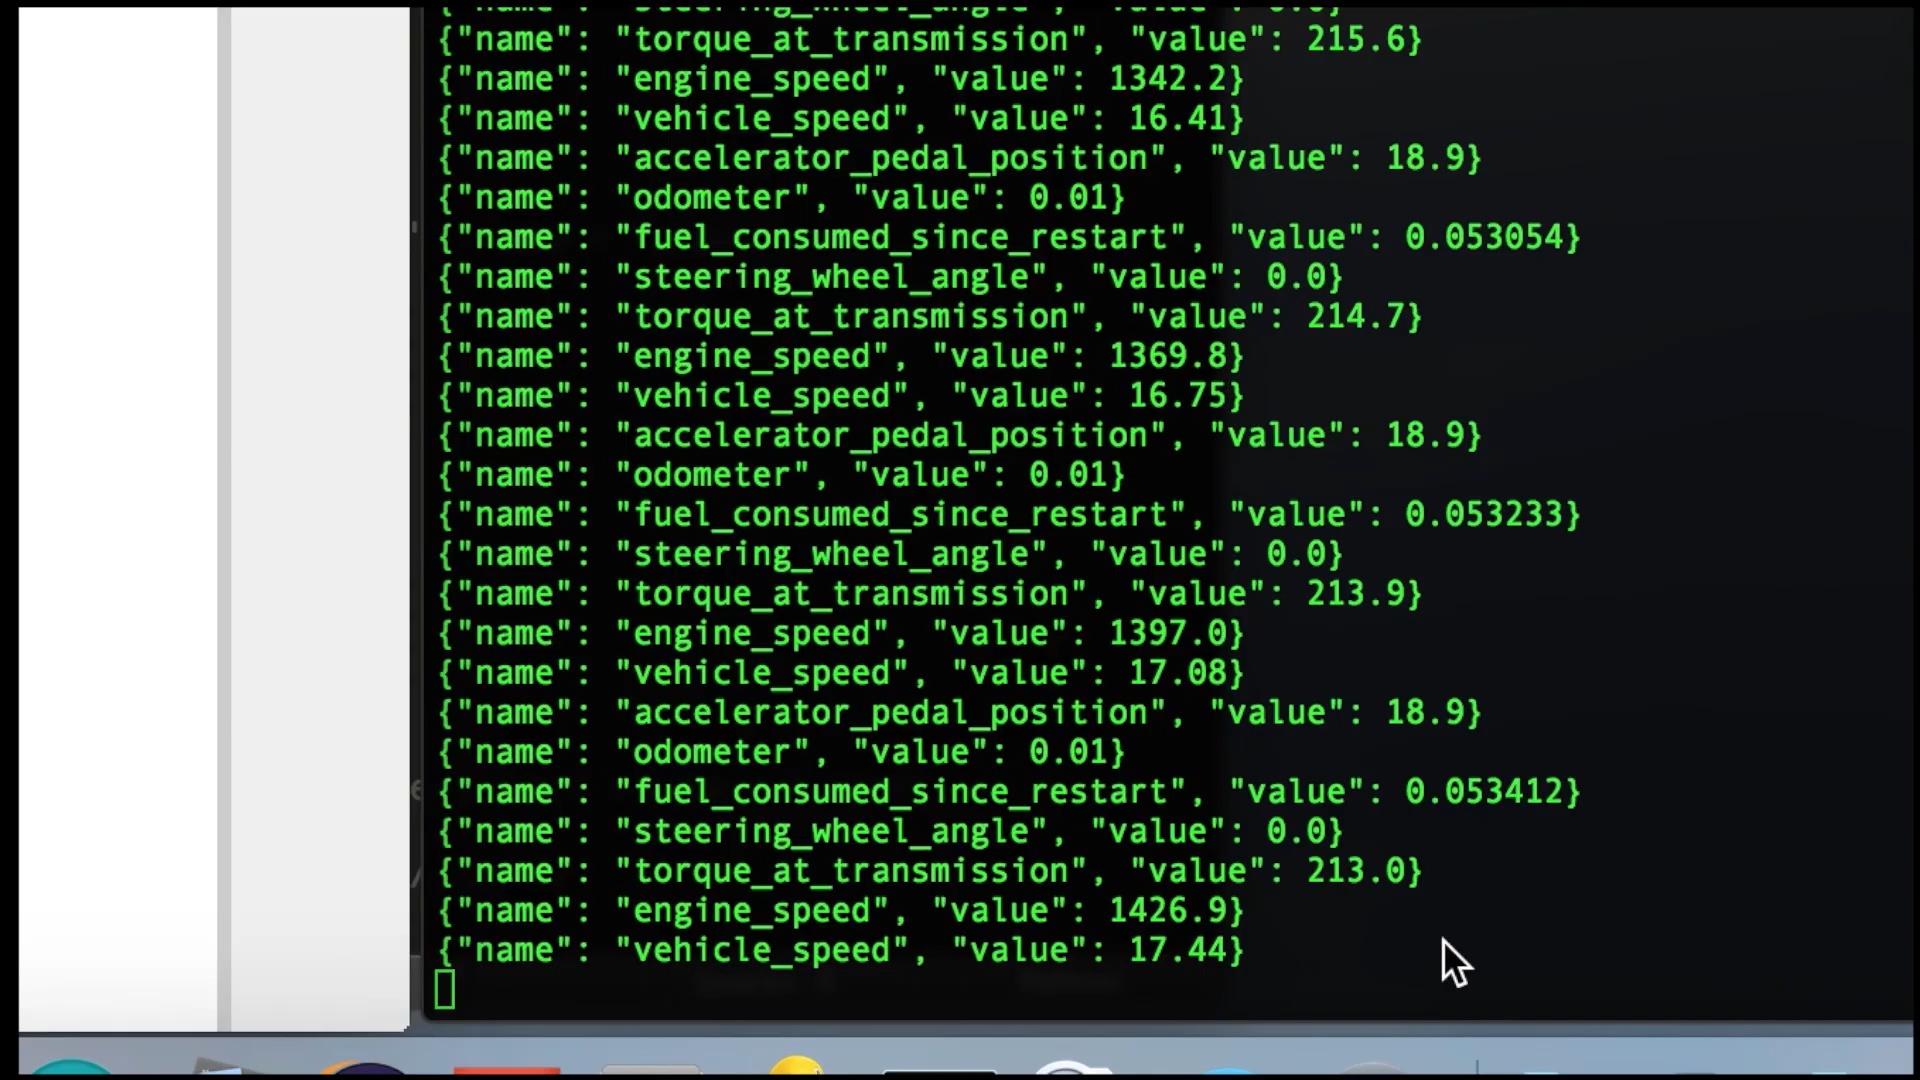 {"name": "steering_wheel_angle", "value": 0.0}
{"name": "torque_at_transmission", "value": 215.6}
{"name": "engine_speed", "value": 1342.2}
{"name": "vehicle_speed", "value": 16.41}
{"name": "accelerator_pedal_position", "value": 18.9}
{"name": "odometer", "value": 0.01}
{"name": "fuel_consumed_since_restart", "value": 0.053054}
{"name": "steering_wheel_angle", "value": 0.0}
{"name": "torque_at_transmission", "value": 214.7}
{"name": "engine_speed", "value": 1369.8}
{"name": "vehicle_speed", "value": 16.75}
{"name": "accelerator_pedal_position", "value": 18.9}
{"name": "odometer", "value": 0.01}
{"name": "fuel_consumed_since_restart", "value": 0.053233}
{"name": "steering_wheel_angle", "value": 0.0}
{"name": "torque_at_transmission", "value": 213.9}
{"name": "engine_speed", "value": 1397.0}
{"name": "vehicle_speed", "value": 17.08}
{"name": "accelerator_pedal_position", "value": 18.9}
{"name": "odometer", "value": 0.01}
{"name": "fuel_consumed_since_restart", "value": 0.053412}
{"name": "steering_wheel_angle", "value": 0.0}
{"name": "torque_at_transmission", "value": 213.0}
{"name": "engine_speed", "value": 1426.9}
{"name": "vehicle_speed", "value": 17.44}